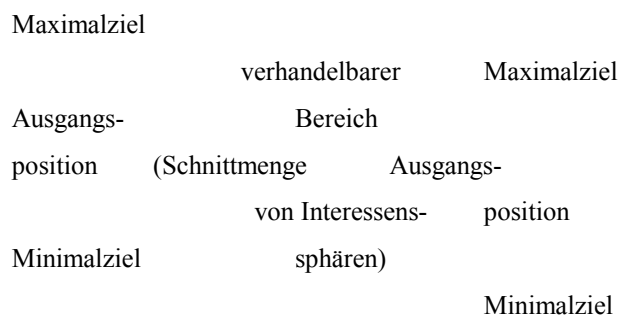 Maximalziel
verhandelbarer Maximalziel
Ausgangs- Bereich
position (Schnittmenge Ausgangs-
von Interessens- position
Minimalziel sphären)
Minimalziel